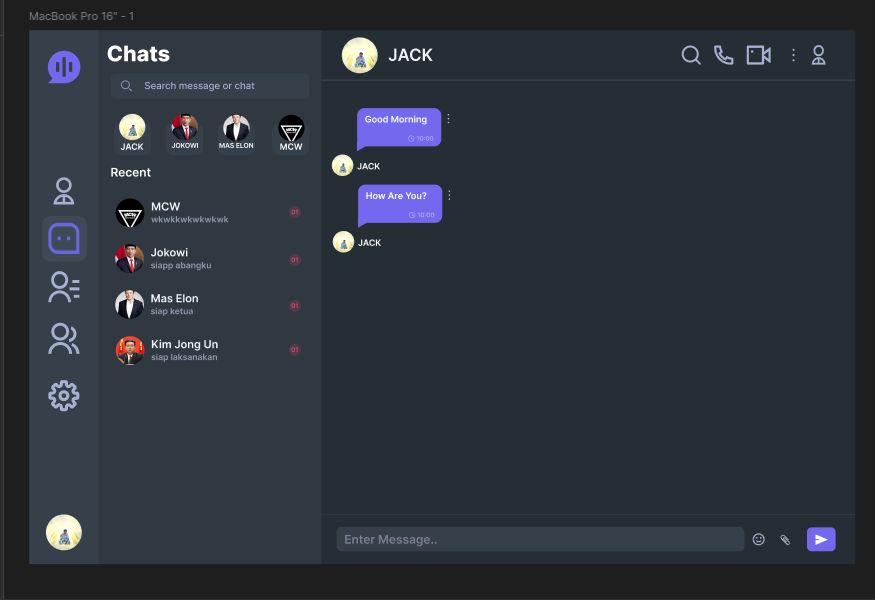 MacBook Pro 16" - 1
Chats
Search message or chat
JACK
JOKOWI
MAS ELON
MCW
MCW
Recent
MCW
MCW
wkwkkwkwkwkwk
01
Jokowi
siapp abangku
01
Mas Elon
siap ketua
01
Kim Jong Un
siap laksanakan
01
JACK
Good Morning
10:00
JACK
How Are You?
10:00
JACK
Enter Message..